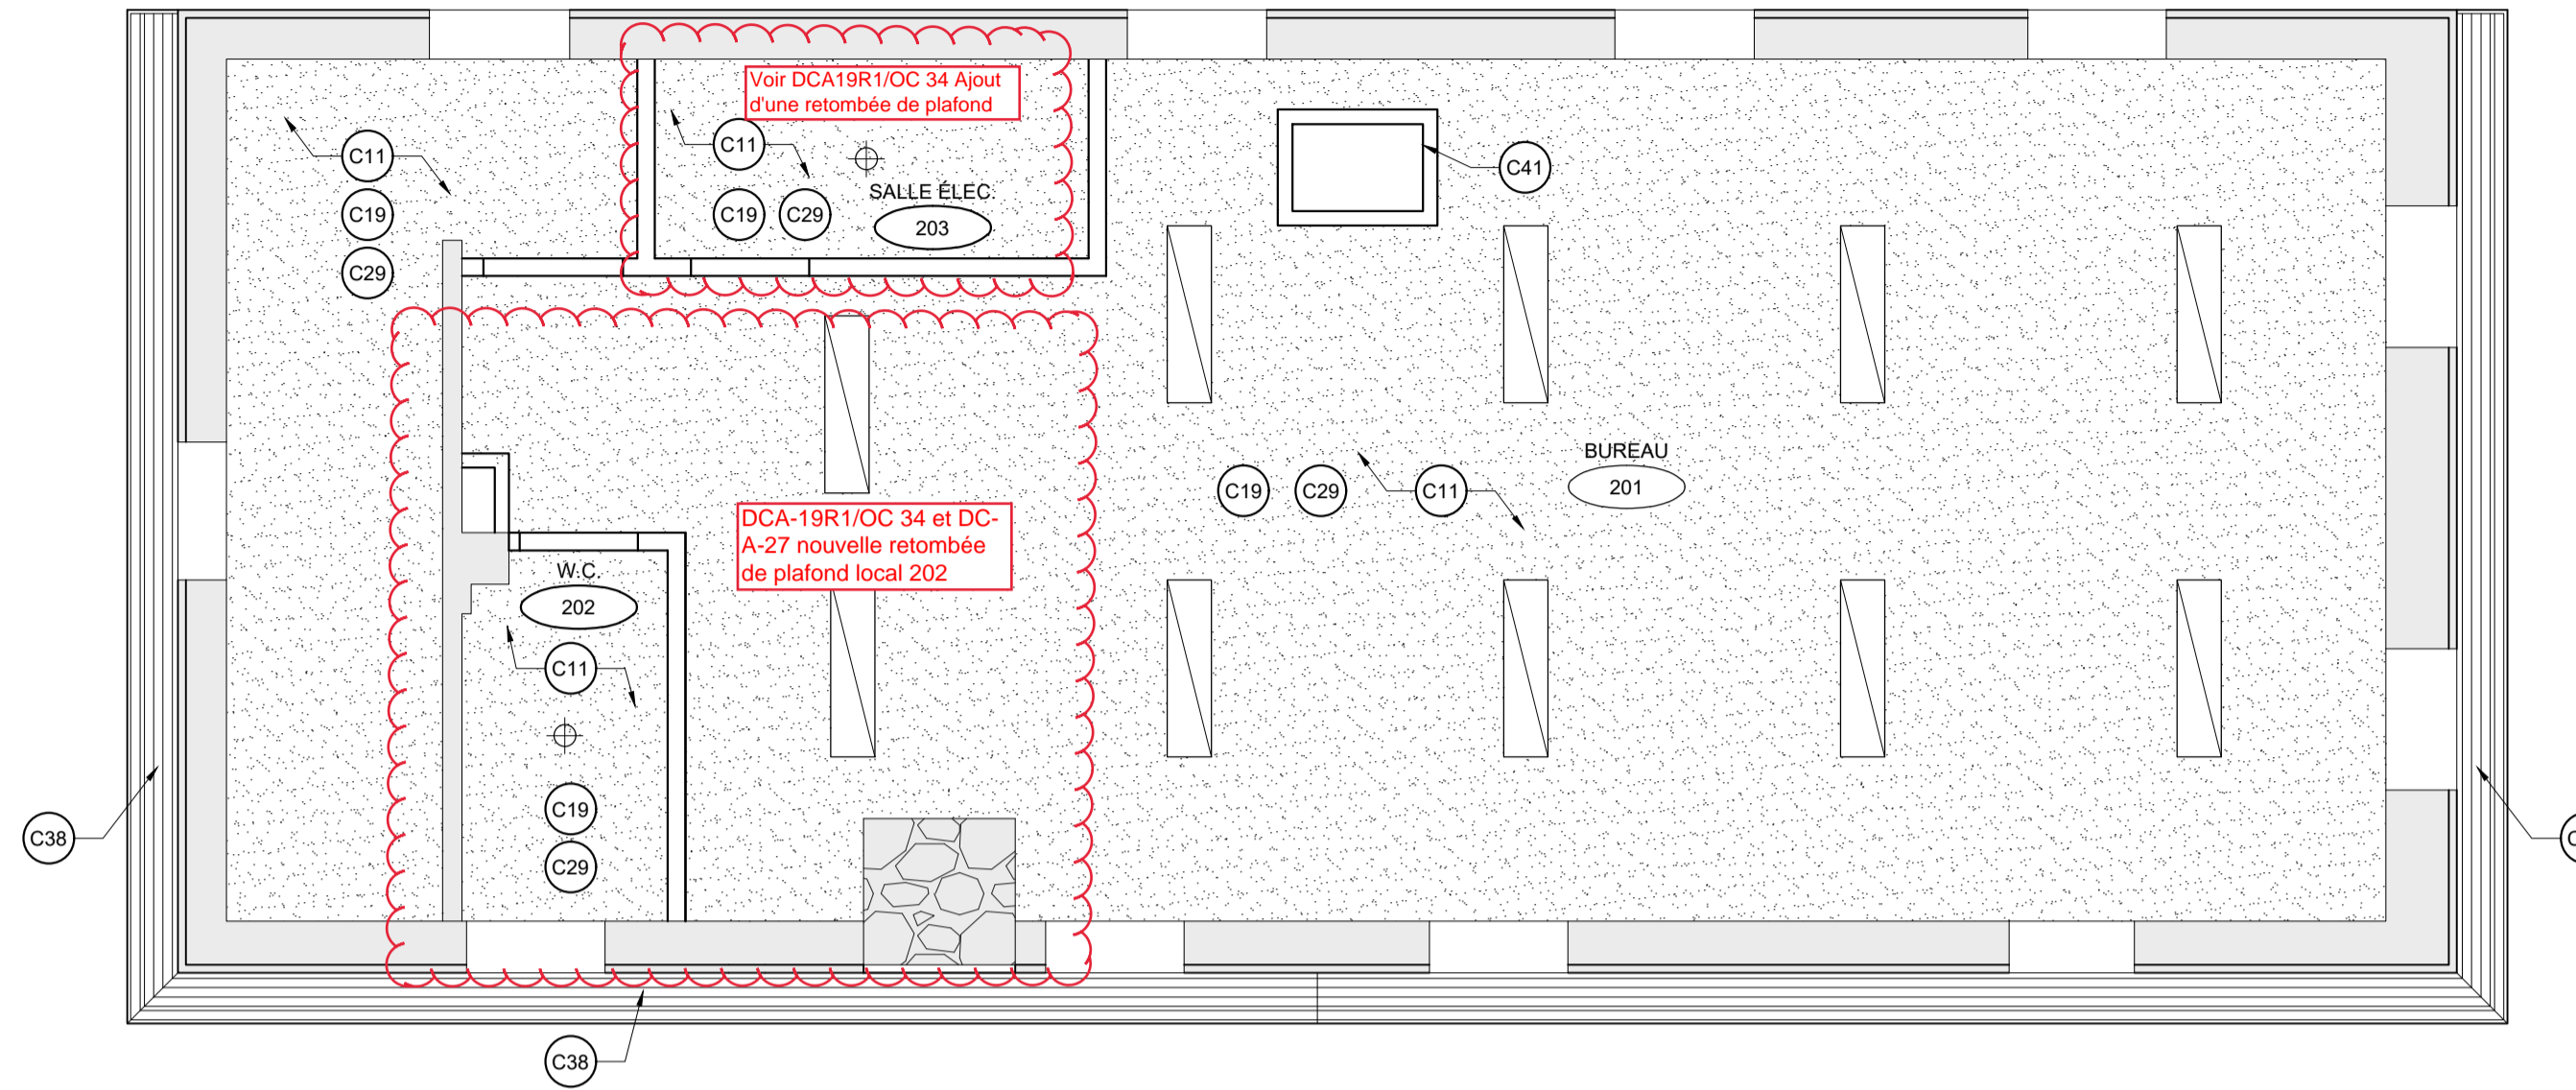 Voir DCA19R1/OC 34 Ajout
d'une retombée de plafond
C11
C19
C29
C11
C19
C29
SALLE ÉLEC.
203
C41
BUREAU
201
C19
C29
C11
DCA-19R1/OC 34 et DC-
A-27 nouvelle retombée
de plafond local 202
W.C.
202
C11
C19
C29
C38
C38